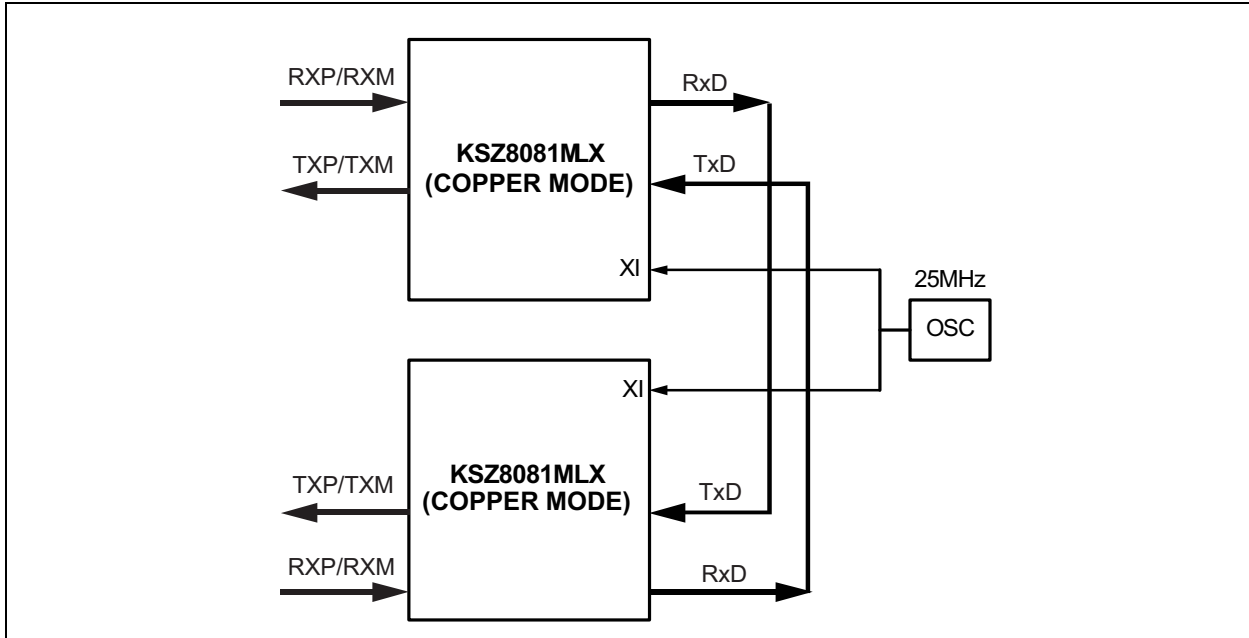 RXP/RXM
RxD
KSZ8081MLX
(COPPER MODE)
TXP/TXM
TxD
XI
25MHz
OSC
XI
KSZ8081MLX
(COPPER MODE)
TXP/TXM
TxD
RXP/RXM
RxD